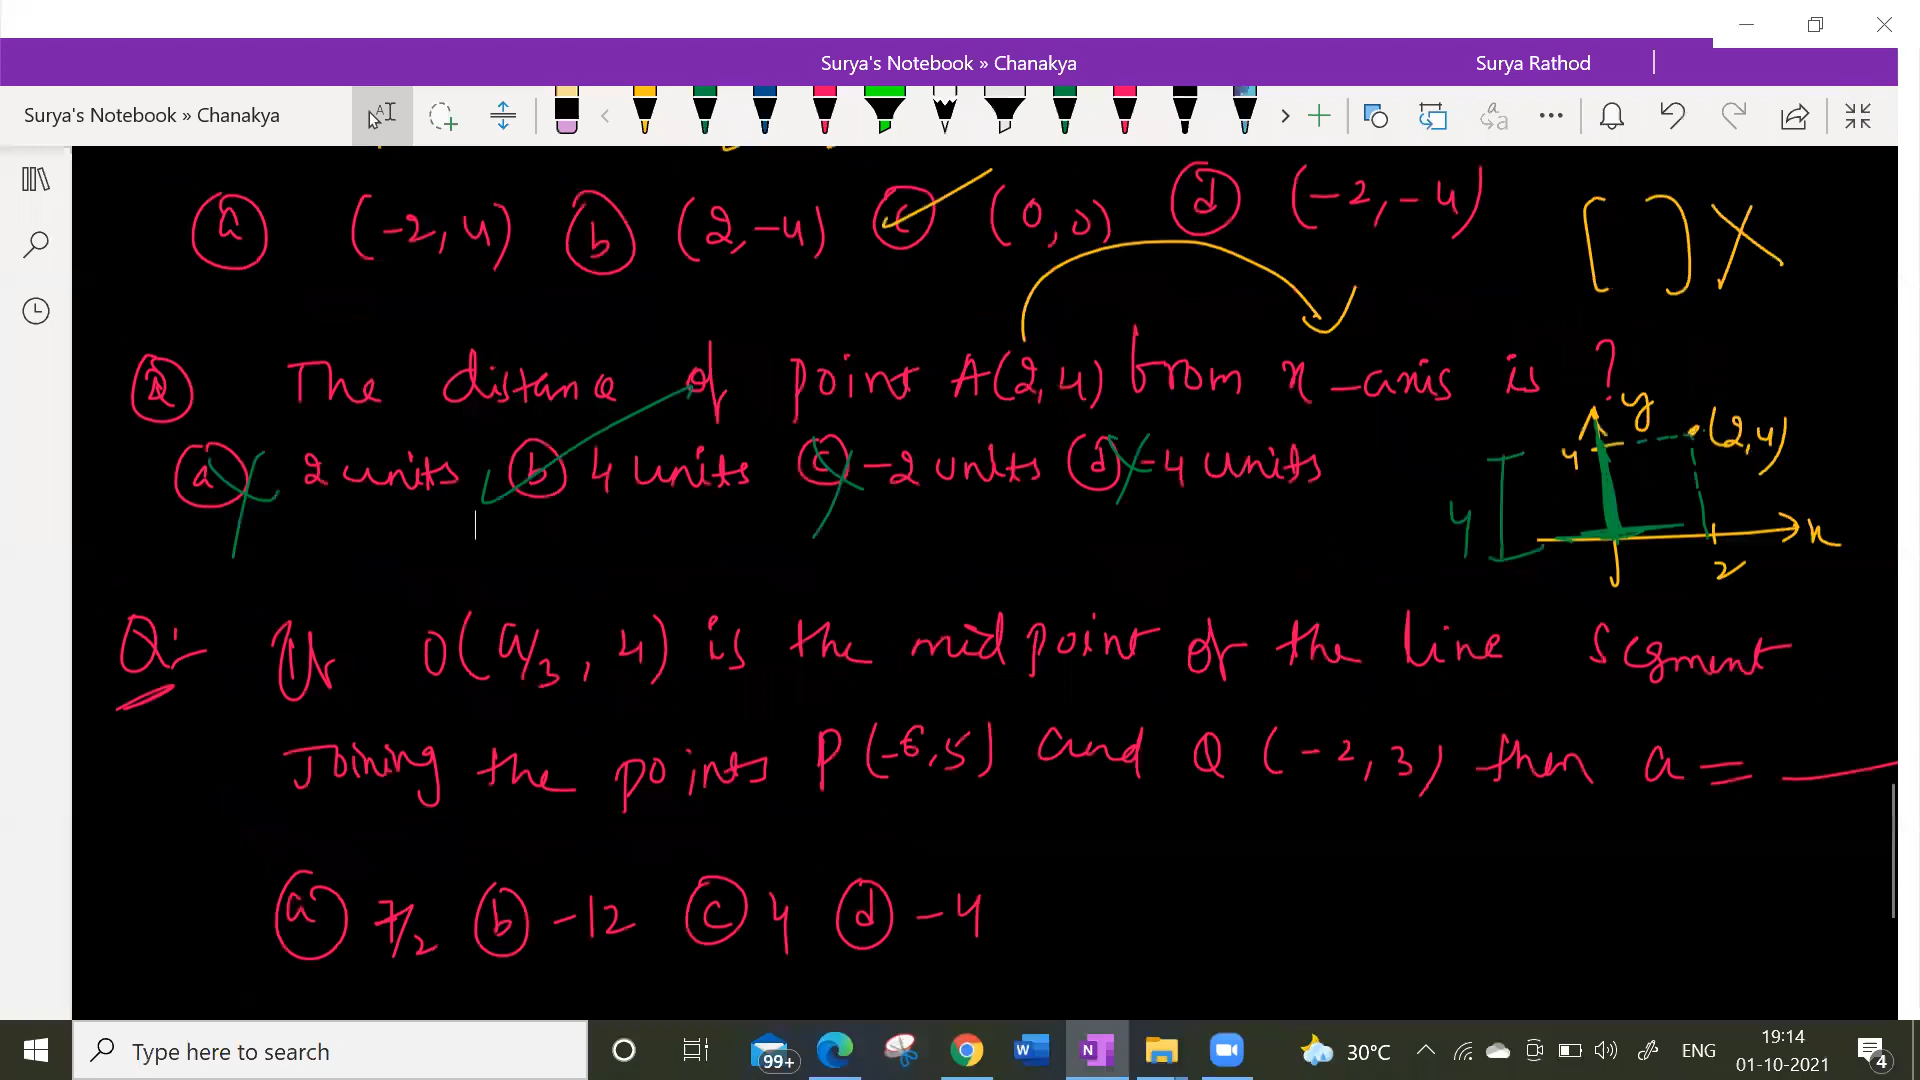 Surya's Notebook » Chanakya
Surya Rathod
Surya's Notebook » Chanakya
(a) (-2,4) (b) (2,-4) (c) (0,0) (d) (-2,-4) [ ] X
Q The distance of point A(2,4) from x-axis is ?
(a) 2 units (b) 4 units (c) -2 units (d) -4 units
y
4 (2,4)
4
x
2
Q:- If O(a/3, 4) is the midpoint of the line segment
Joining the points P(-6,5) and Q (-2,3) then a = ___
(a) 7/2 (b) -12 (c) 4 (d) -4
Type here to search
99+
30°C
ENG
19:14
01-10-2021
4